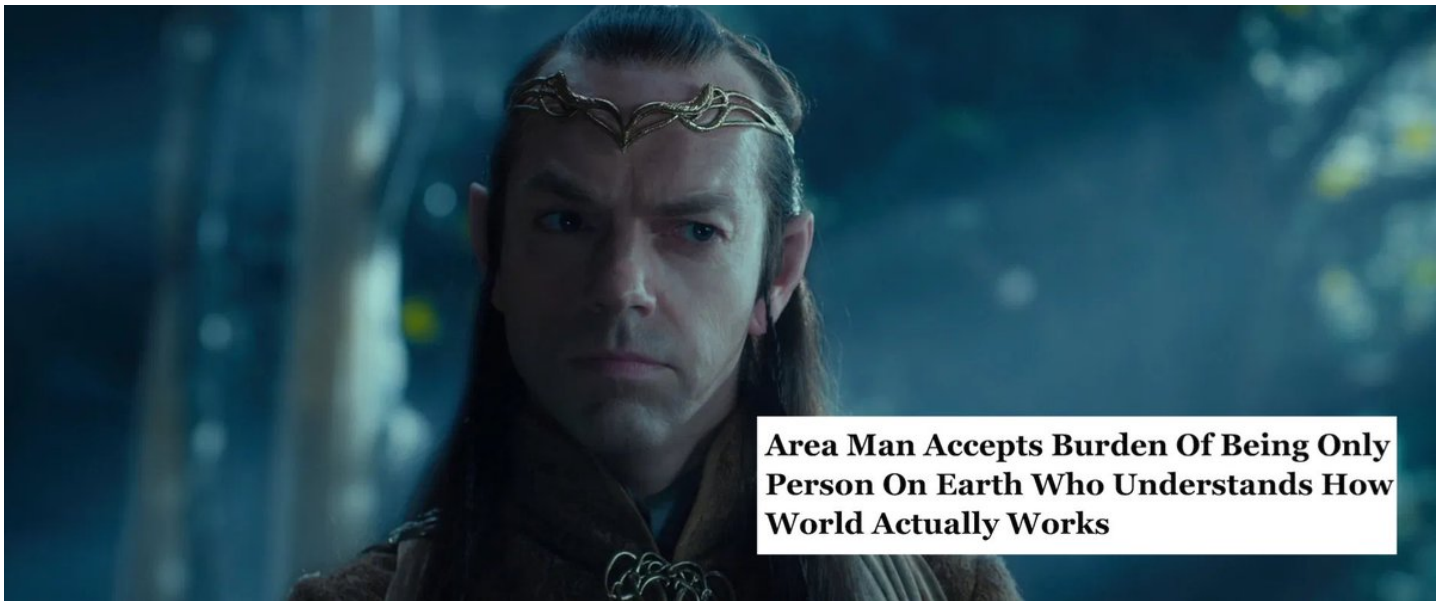 Area Man Accepts Burden Of Being Only
Person On Earth Who Understands How
World Actually Works